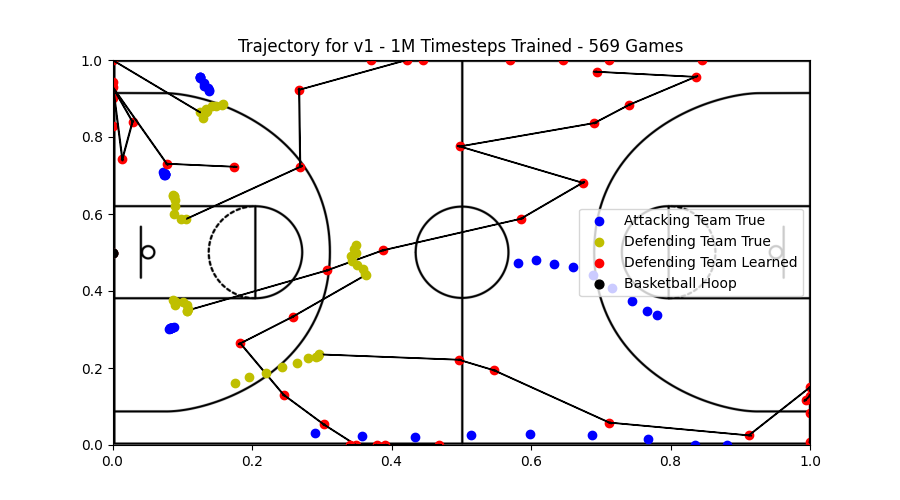 Trajectory for v1 - 1M Timesteps Trained - 569 Games
1.0
0.8
0.6
0.4
0.2
0.0
Attacking Team True
Defending Team True
Defending Team Learned
Basketball Hoop
0.0 0.2 0.4 0.6 0.8 1.0